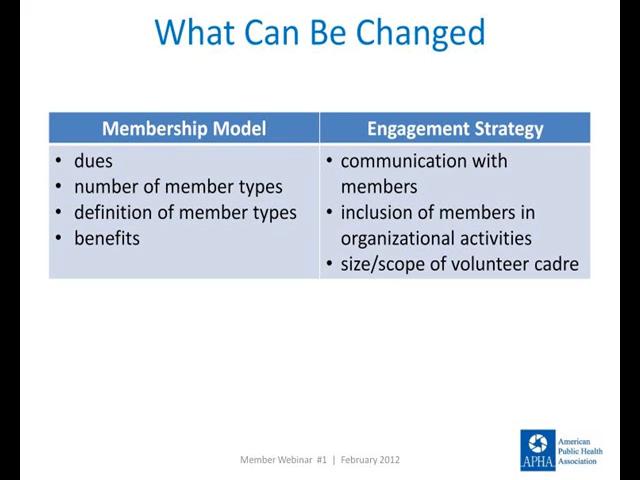 What Can Be Changed
Membership Model
• dues
• number of member types
• definition of member types
• benefits
Engagement Strategy
• communication with
members
• inclusion of members in
organizational activities
• size/scope of volunteer cadre
Member Webinar #1 | February 2012
APHA
American
Public Health
Association